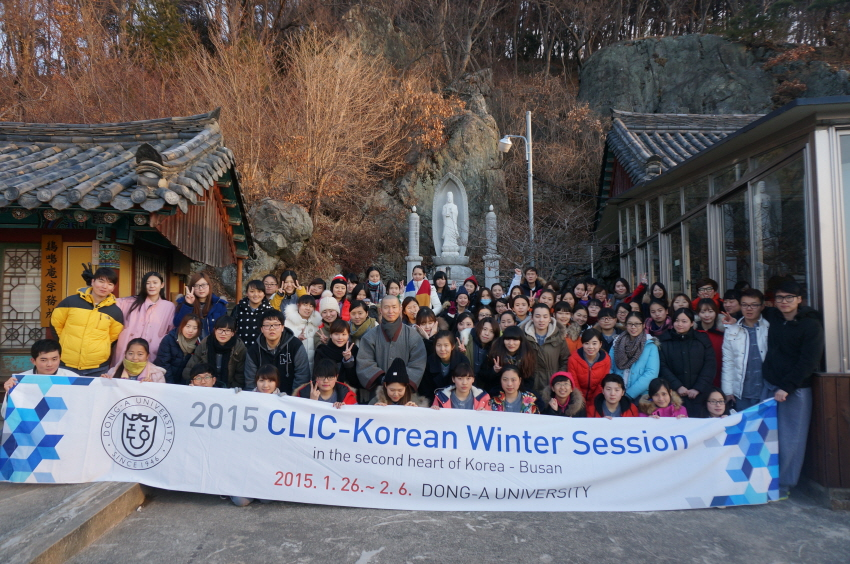 2015 CLIC-Korean Winter Session
in the second heart of Korea - Busan
2015. 1. 26.~ 2. 6. DONG-A UNIVERSITY
DONG-A UNIVERSITY
SINCE 1946